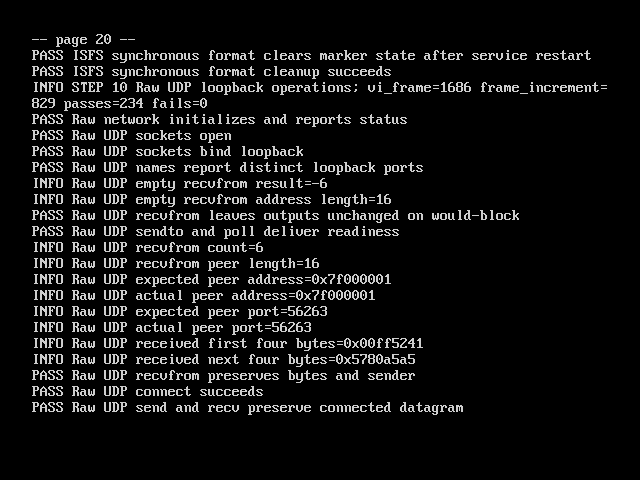 -- page 20 --
PASS ISFS synchronous format clears marker state after service restart
PASS ISFS synchronous format cleanup succeeds
INFO STEP 10 Raw UDP loopback operations; vi_frame=1686 frame_increment=
829 passes=234 fails=0
PASS Raw network initializes and reports status
PASS Raw UDP sockets open
PASS Raw UDP sockets bind loopback
PASS Raw UDP names report distinct loopback ports
INFO Raw UDP empty recvfrom result=-6
INFO Raw UDP empty recvfrom address length=16
PASS Raw UDP recvfrom leaves outputs unchanged on would-block
PASS Raw UDP sendto and poll deliver readiness
INFO Raw UDP recvfrom count=6
INFO Raw UDP recvfrom peer length=16
INFO Raw UDP expected peer address=0x7f000001
INFO Raw UDP actual peer address=0x7f000001
INFO Raw UDP expected peer port=56263
INFO Raw UDP actual peer port=56263
INFO Raw UDP received first four bytes=0x00ff5241
INFO Raw UDP received next four bytes=0x5780a5a5
PASS Raw UDP recvfrom preserves bytes and sender
PASS Raw UDP connect succeeds
PASS Raw UDP send and recv preserve connected datagram